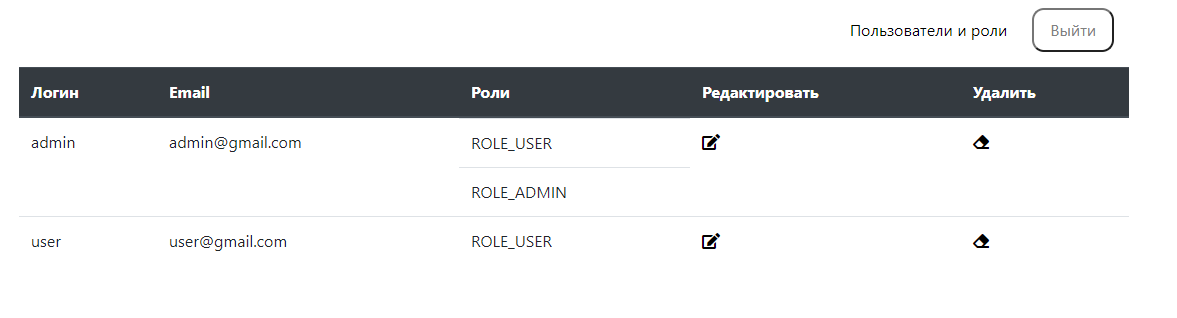 Пользователи и роли Выйти
Логин Email Роли Редактировать Удалить
admin admin@gmail.com ROLE_USER
ROLE_ADMIN
user user@gmail.com ROLE_USER